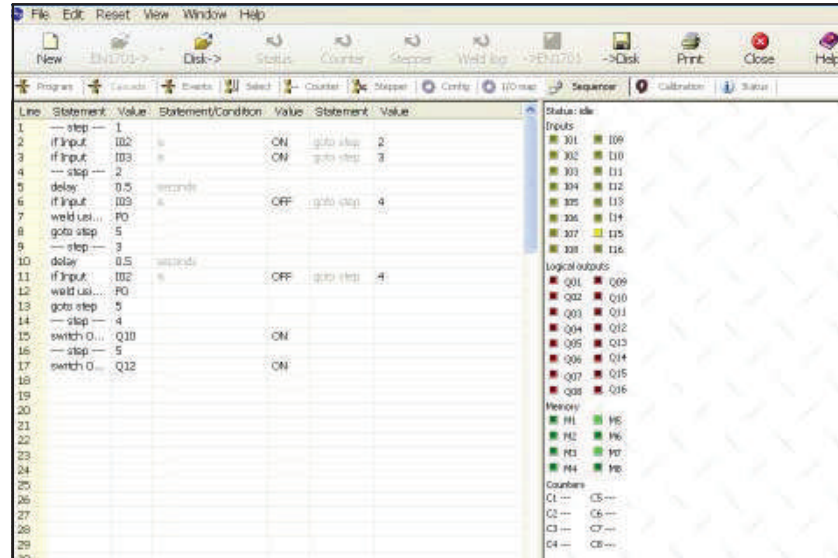 File Edit Reset View Window Help
New EN1701-> Disk-> Status Counter Stepper Weld log ->EN1701 ->Disk Print Close Help
Program Cascade Events Select Counter Stepper Config I/O map Sequencer Calibration Status
Line Statement Value Statement/Condition Value Statement Value
1 --- step --- 1
2 if Input I02 is ON goto step 2
3 if Input I03 is ON goto step 3
4 --- step --- 2
5 delay 0.5 seconds
6 if Input I03 is OFF goto step 4
7 weld usi... P0
8 goto step 5
9 --- step --- 3
10 delay 0.5 seconds
11 if Input I02 is OFF goto step 4
12 weld usi... P0
13 goto step 5
14 --- step --- 4
15 switch O... Q10 ON
16 --- step --- 5
17 switch O... Q12 ON
18
19
20
21
22
23
24
25
26
27
28
29
Status: idle
Inputs
I01 I09
I02 I10
I03 I11
I04 I12
I05 I13
I06 I14
I07 I15
I08 I16
Logical outputs
Q01 Q09
Q02 Q10
Q03 Q11
Q04 Q12
Q05 Q13
Q06 Q14
Q07 Q15
Q08 Q16
Memory
M1 M5
M2 M6
M3 M7
M4 M8
Counters
C1 --- C5 ---
C2 --- C6 ---
C3 --- C7 ---
C4 --- C8 ---